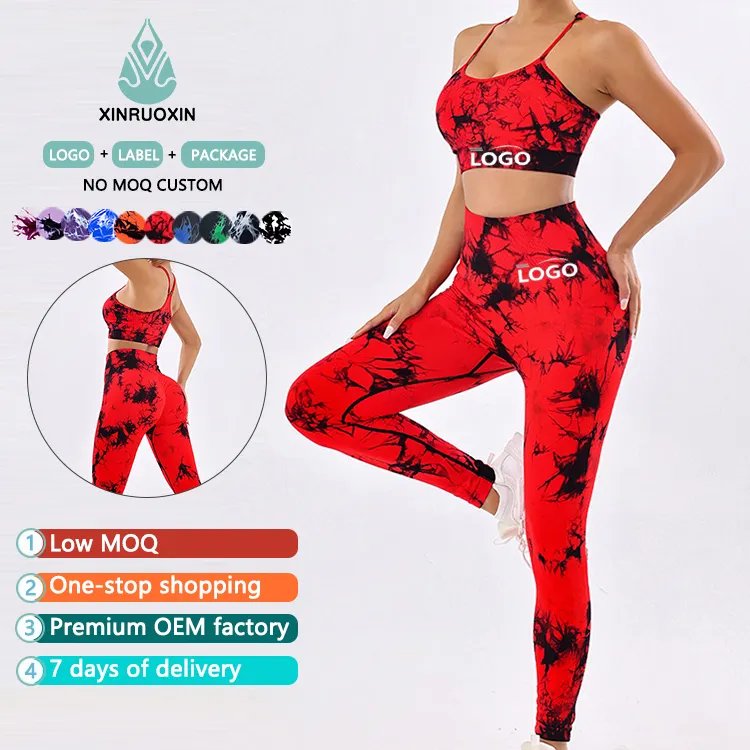 XINRUOXIN
LOGO + LABEL + PACKAGE
NO MOQ CUSTOM
LOGO
LOGO
1 Low MOQ
2 One-stop shopping
3 Premium OEM factory
4 7 days of delivery